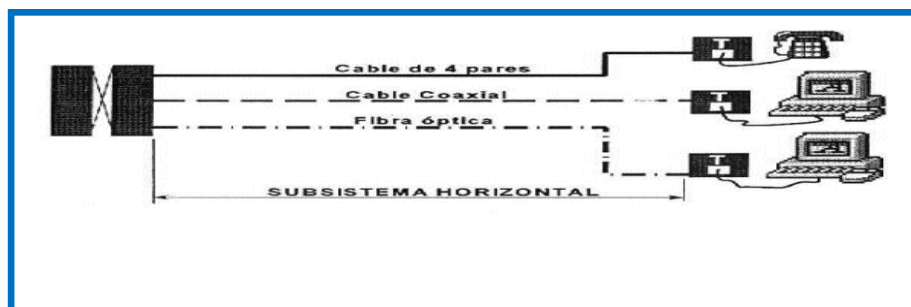 Cable de 4 pares
T
Cable Coaxial
T
Fibra óptica
T
SUBSISTEMA HORIZONTAL